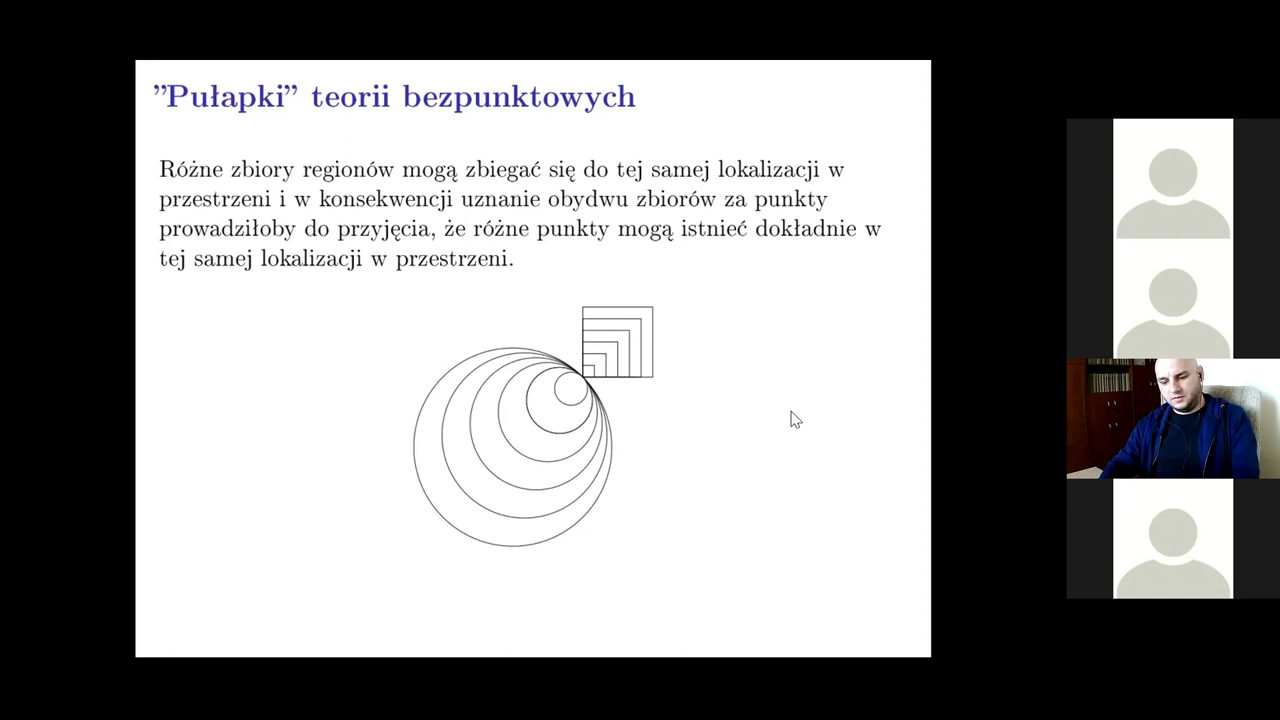 ”Pułapki” teorii bezpunktowych
Różne zbiory regionów mogą zbiegać się do tej samej lokalizacji w
przestrzeni i w konsekwencji uznanie obydwu zbiorów za punkty
prowadziłoby do przyjęcia, że różne punkty mogą istnieć dokładnie w
tej samej lokalizacji w przestrzeni.